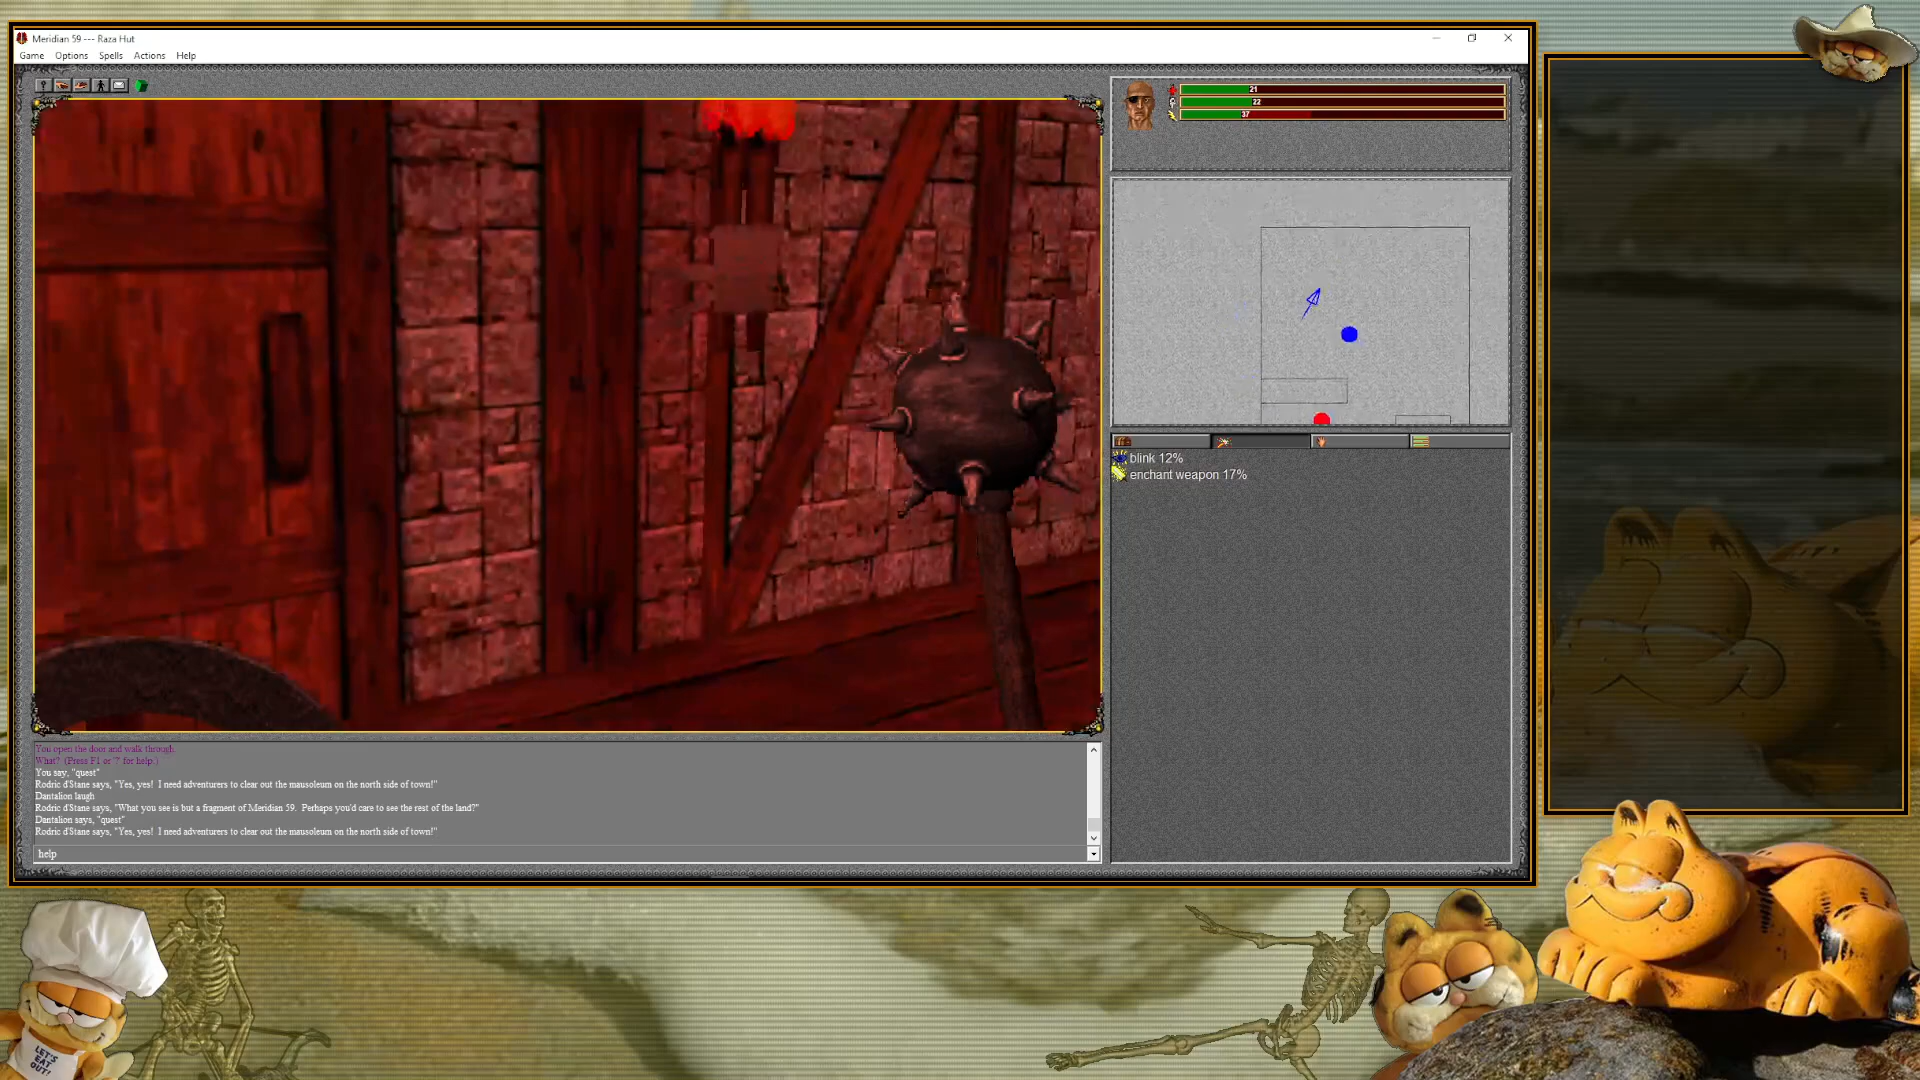 Meridian 59 --- Raza Hut
Game Options Spells Actions Help
21
22
37
blink 12%
enchant weapon 17%
You open the door and walk through.
What? (Press F1 or '?' for help.)
You say, "quest"
Rodric d'Stane says, "Yes, yes!  I need adventurers to clear out the mausoleum on the north side of town!"
Dantalion laugh
Rodric d'Stane says, "What you see is but a fragment of Meridian 59.  Perhaps you'd care to see the rest of the land?"
Dantalion says, "quest"
Rodric d'Stane says, "Yes, yes!  I need adventurers to clear out the mausoleum on the north side of town!"
help
LET'S
EAT
OUT!